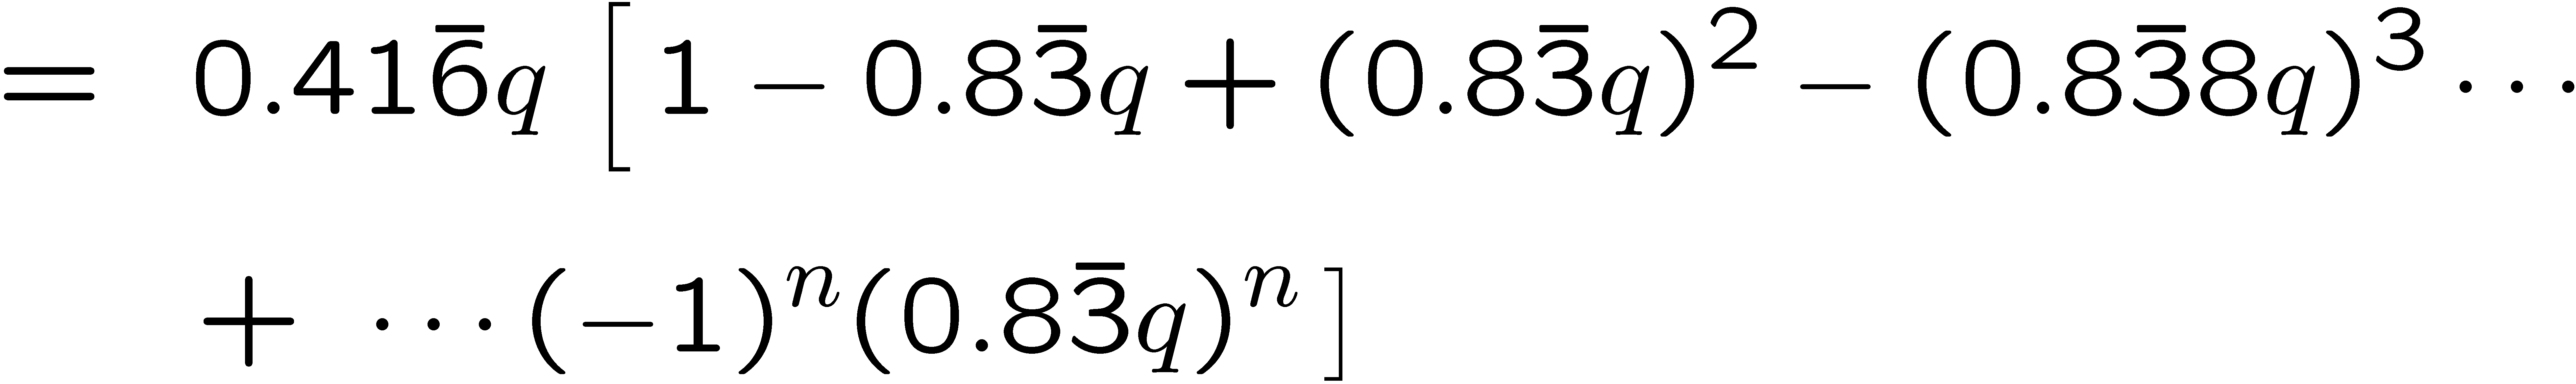 = 0.416̅q [ 1 − 0.83̅q + (0.83̅q)² − (0.83̅8q)³ ⋯
+ ⋯ (−1)ⁿ(0.83̅q)ⁿ ]